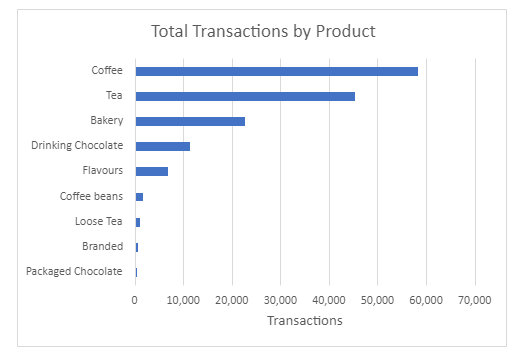 Total Transactions by Product
Coffee
Tea
Bakery
Drinking Chocolate
Flavours
Coffee beans
Loose Tea
Branded
Packaged Chocolate
0 10,000 20,000 30,000 40,000 50,000 60,000 70,000
Transactions